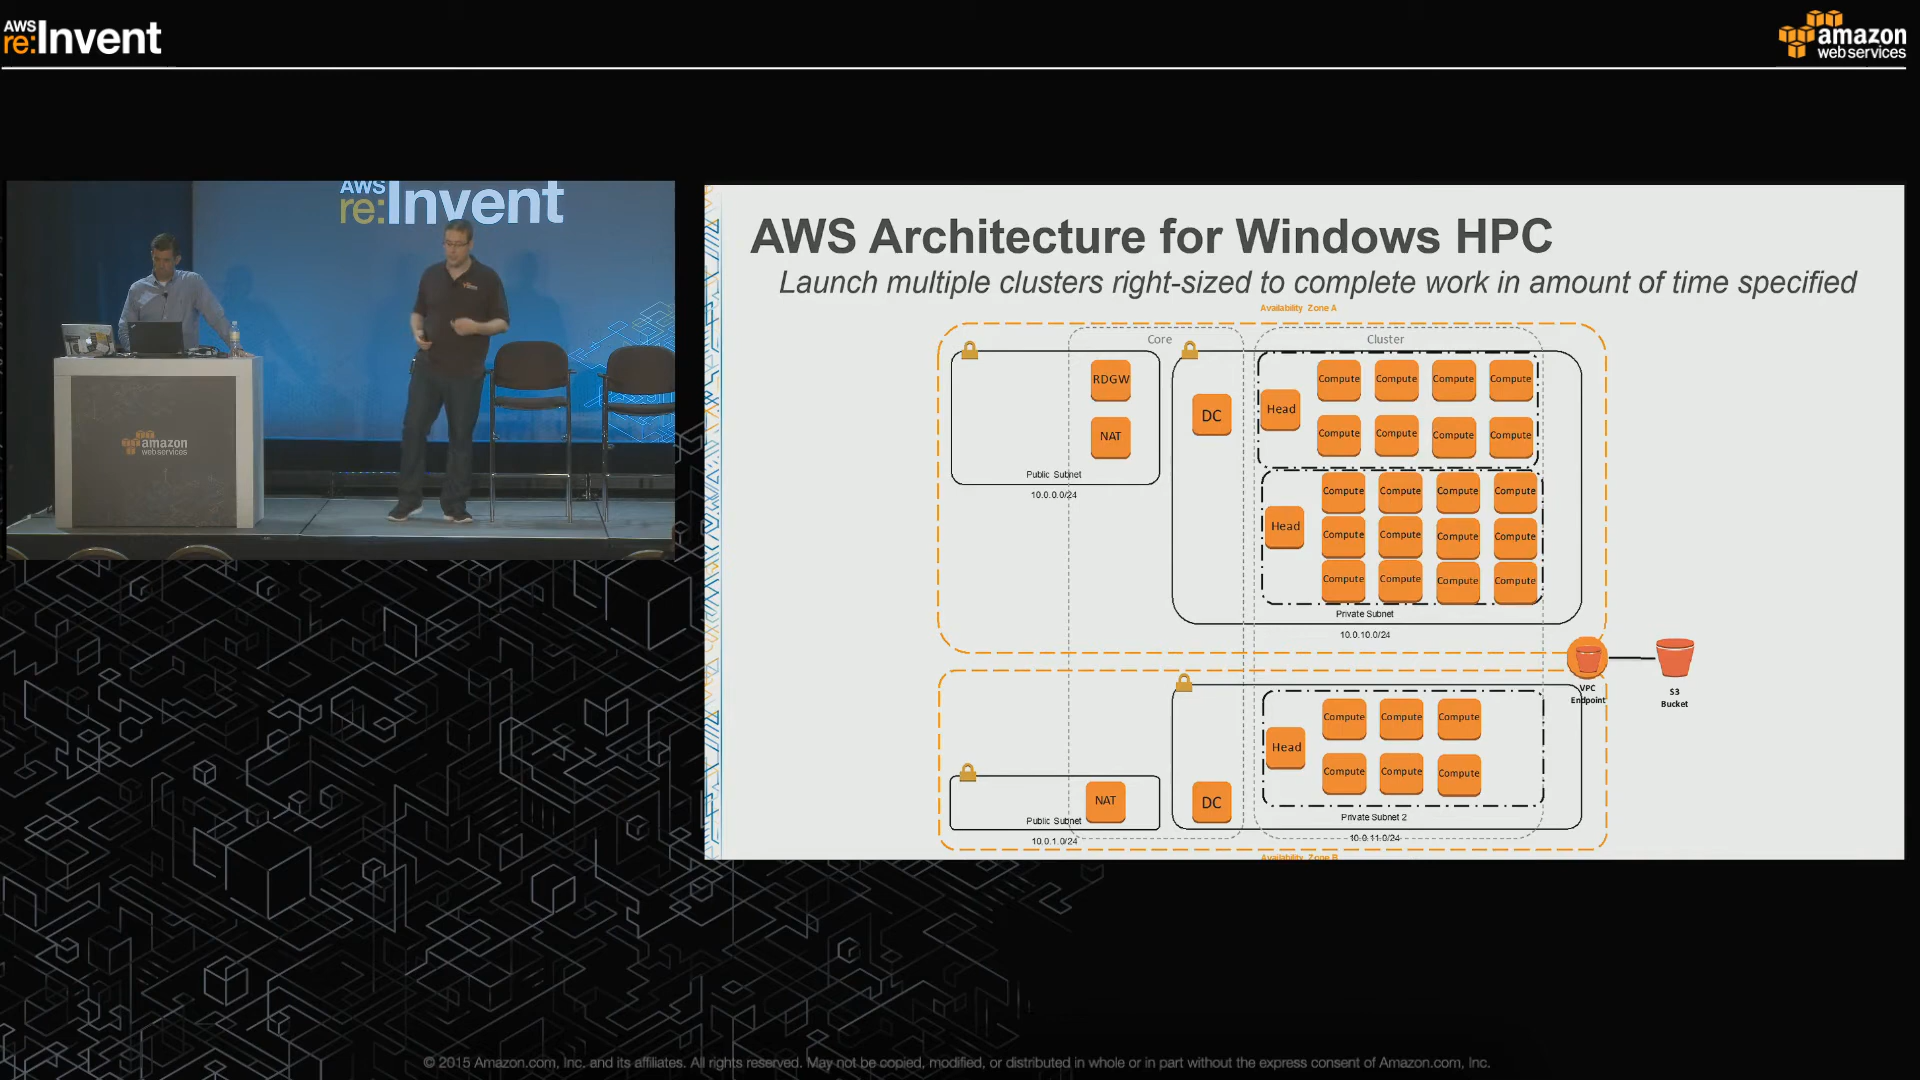 AWS
re:Invent
amazon
web services
AWS
re:Invent
amazon
webservices
AWS Architecture for Windows HPC
Launch multiple clusters right-sized to complete work in amount of time specified
Availability Zone A
Core
Cluster
RDGW
NAT
Public Subnet
10.0.0.0/24
DC
Head
Compute Compute Compute Compute
Compute Compute Compute Compute
Head
Compute Compute Compute Compute
Compute Compute Compute Compute
Compute Compute Compute Compute
Private Subnet
10.0.10.0/24
VPC
Endpoint
S3
Bucket
NAT
Public Subnet
10.0.1.0/24
DC
Head
Compute Compute Compute
Compute Compute Compute
Private Subnet 2
10.0.11.0/24
Availability Zone B
© 2015 Amazon.com, Inc. and its affiliates. All rights reserved. May not be copied, modified, or distributed in whole or in part without the express consent of Amazon.com, Inc.